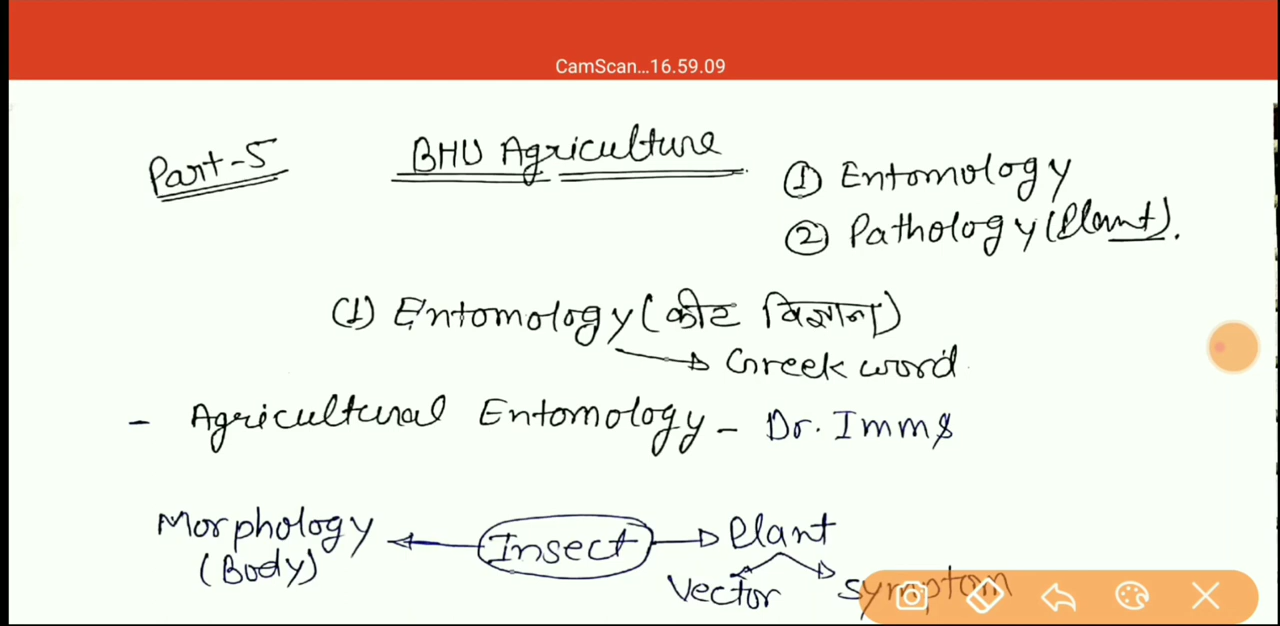 CamScan...16.59.09
Part-5
BHU Agriculture
① Entomology
② Pathology (Plant).
(1) Entomology (कीट विज्ञान)
Greek word
- Agricultural Entomology - Dr. Imms
Morphology
(Body)
Insect
Plant
Vector
Symptom